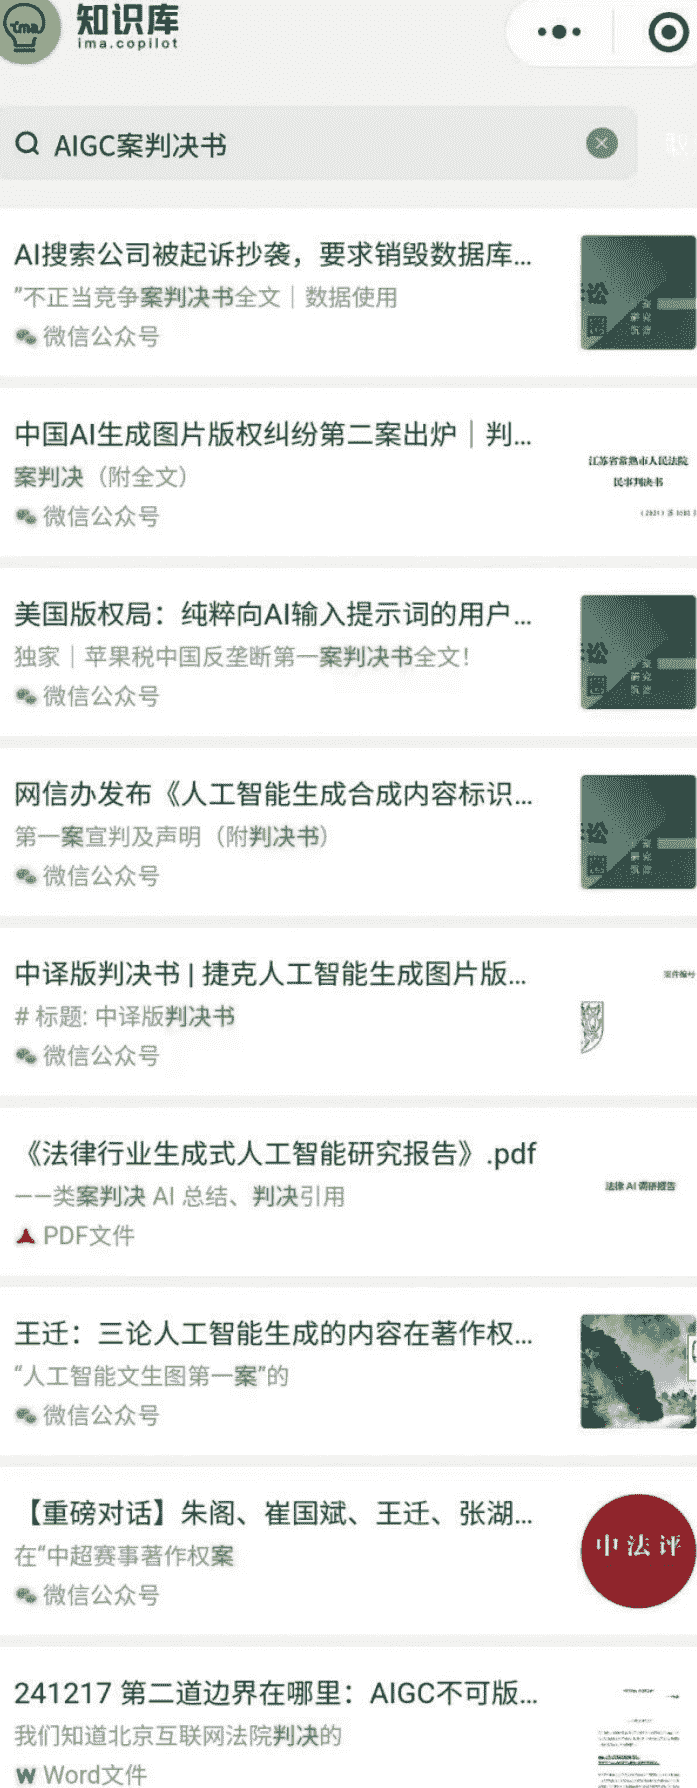 ima
知识库
ima.copilot
AIGC案判决书
AI搜索公司被起诉抄袭，要求销毁数据库...
”不正当竞争案判决书全文｜数据使用
微信公众号
中国AI生成图片版权纠纷第二案出炉｜判...
案判决（附全文）
微信公众号
江苏省常熟市人民法院
民事判决书
美国版权局：纯粹向AI输入提示词的用户...
独家｜苹果税中国反垄断第一案判决书全文！
微信公众号
网信办发布《人工智能生成合成内容标识...
第一案宣判及声明（附判决书）
微信公众号
中译版判决书 | 捷克人工智能生成图片版...
# 标题: 中译版判决书
微信公众号
案件编号
《法律行业生成式人工智能研究报告》.pdf
——类案判决 AI 总结、判决引用
PDF文件
法律 AI 调研报告
王迁：三论人工智能生成的内容在著作权...
“人工智能文生图第一案”的
微信公众号
【重磅对话】朱阁、崔国斌、王迁、张湖...
在“中超赛事著作权案
微信公众号
中法评
241217 第二道边界在哪里：AIGC不可版...
我们知道北京互联网法院判决的
Word文件